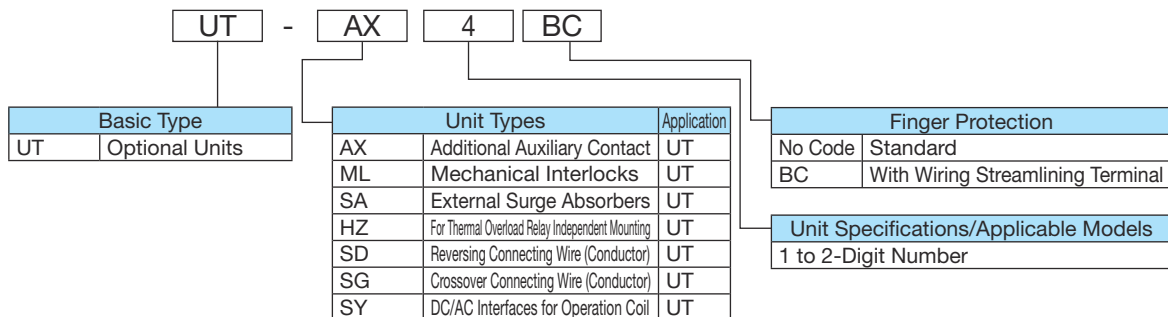 UT - AX 4 BC
Basic Type
UT Optional Units
Unit Types Application
AX Additional Auxiliary Contact UT
ML Mechanical Interlocks UT
SA External Surge Absorbers UT
HZ For Thermal Overload Relay Independent Mounting UT
SD Reversing Connecting Wire (Conductor) UT
SG Crossover Connecting Wire (Conductor) UT
SY DC/AC Interfaces for Operation Coil UT
Finger Protection
No Code Standard
BC With Wiring Streamlining Terminal
Unit Specifications/Applicable Models
1 to 2-Digit Number